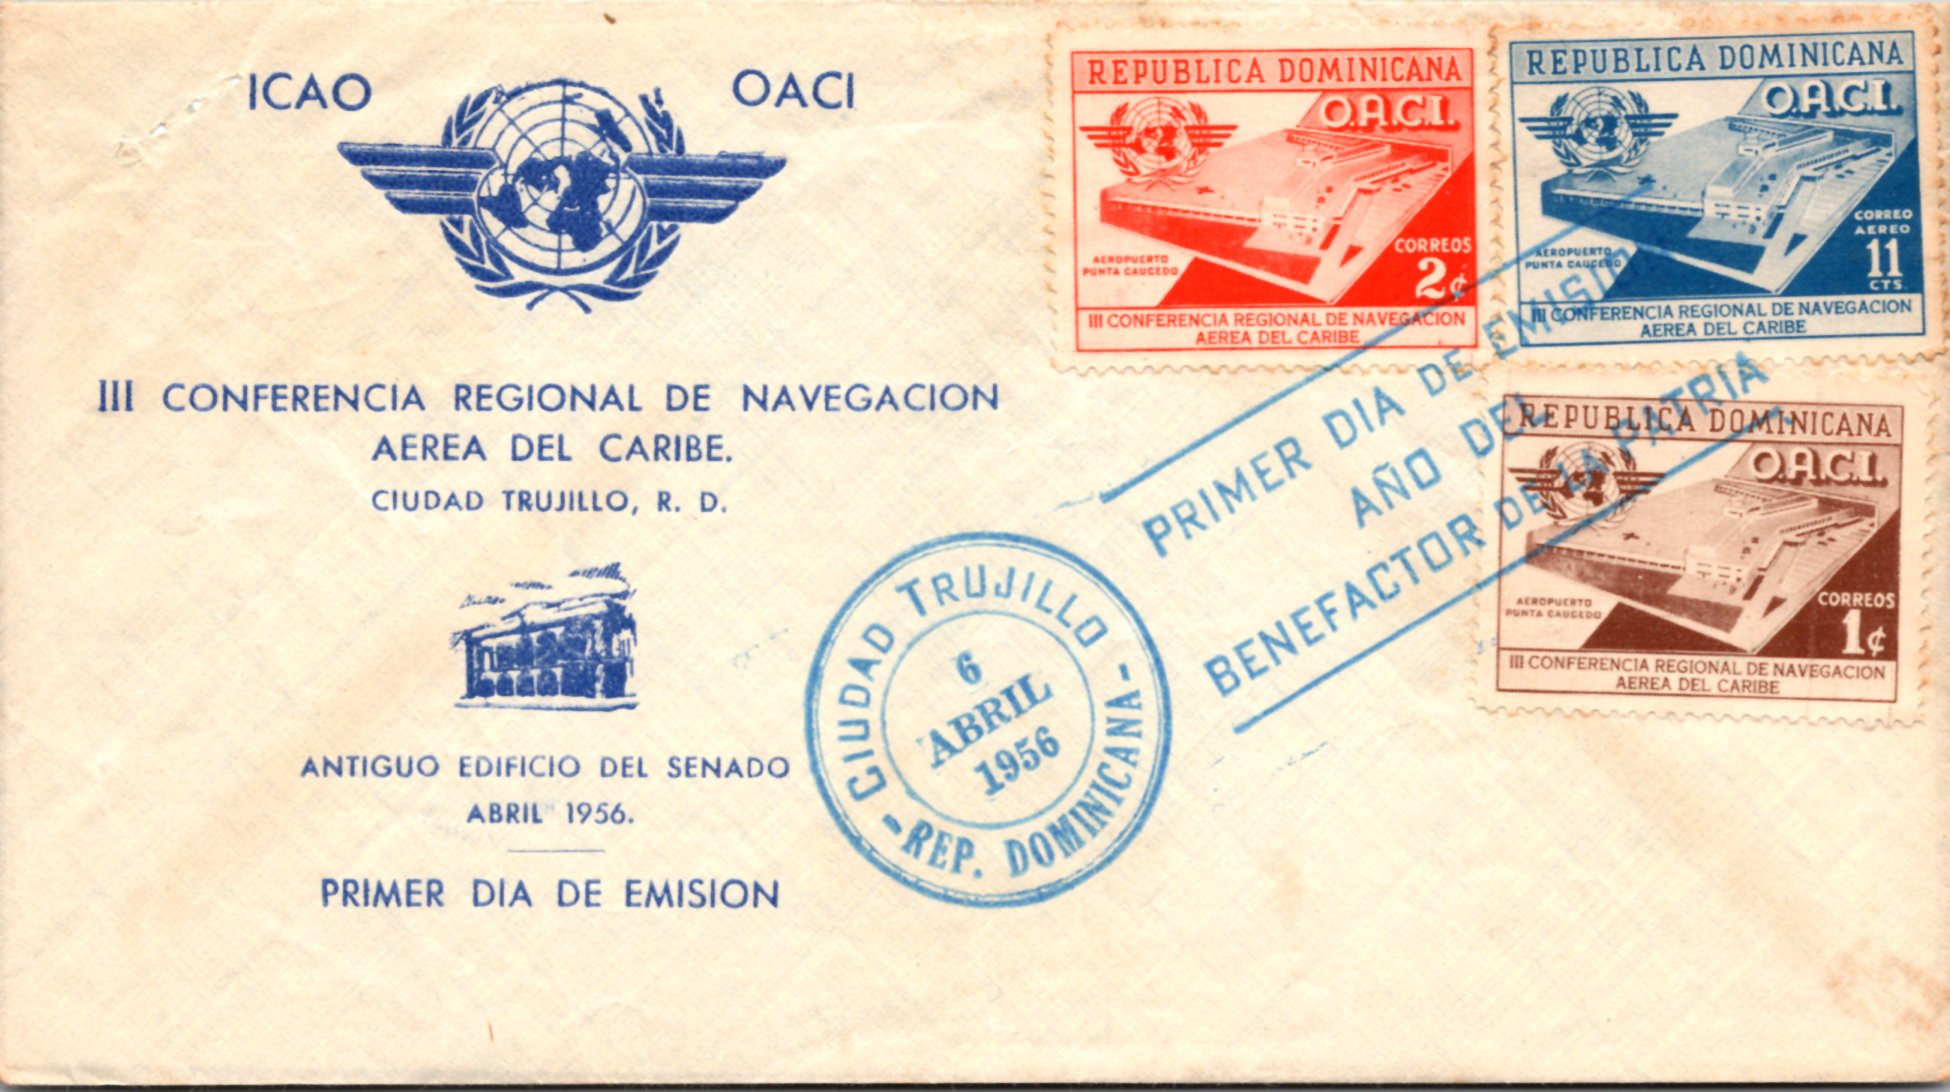 ICAO
OACI
III CONFERENCIA REGIONAL DE NAVEGACION
AEREA DEL CARIBE.
CIUDAD TRUJILLO, R. D.
ANTIGUO EDIFICIO DEL SENADO
ABRIL 1956.
PRIMER DIA DE EMISION
REPUBLICA DOMINICANA
O.A.C.I.
AEROPUERTO
PUNTA CAUCEDO
CORREOS
2¢
III CONFERENCIA REGIONAL DE NAVEGACION
AEREA DEL CARIBE
REPUBLICA DOMINICANA
O.A.C.I.
AEROPUERTO
PUNTA CAUCEDO
CORREO
AEREO
11
CTS.
III CONFERENCIA REGIONAL DE NAVEGACION
AEREA DEL CARIBE
REPUBLICA DOMINICANA
O.A.C.I.
AEROPUERTO
PUNTA CAUCEDO
CORREOS
1¢
III CONFERENCIA REGIONAL DE NAVEGACION
AEREA DEL CARIBE
PRIMER DIA DE EMISION
AÑO DEL
BENEFACTOR DE LA PATRIA
CIUDAD TRUJILLO
6
ABRIL
1956
- REP. DOMINICANA -